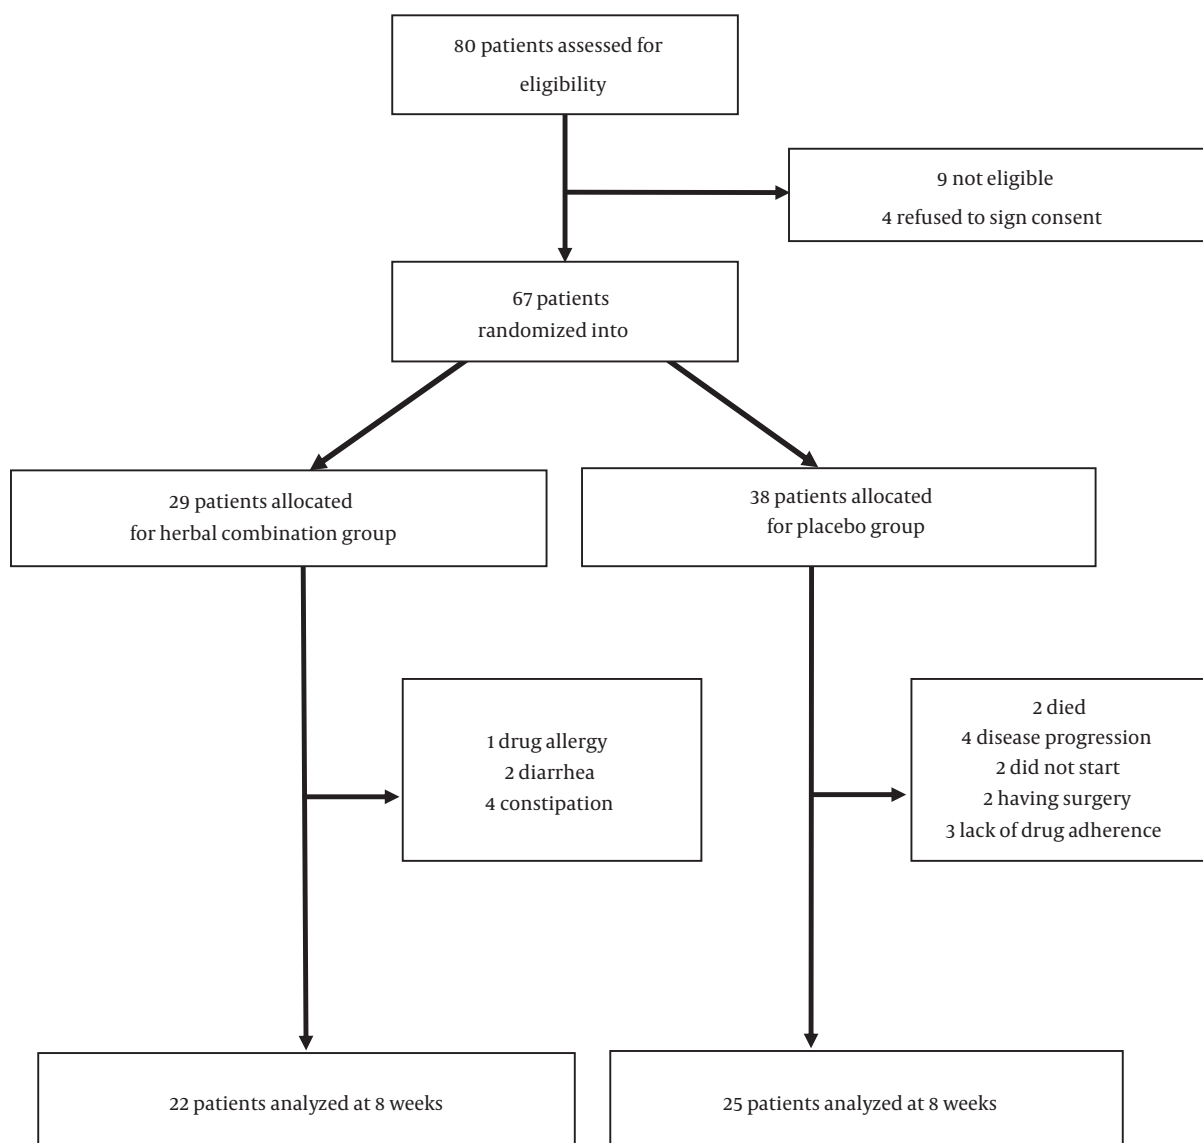 80 patients assessed for
eligibility
9 not eligible
4 refused to sign consent
67 patients
randomized into
29 patients allocated
for herbal combination group
38 patients allocated
for placebo group
1 drug allergy
2 diarrhea
4 constipation
2 died
4 disease progression
2 did not start
2 having surgery
3 lack of drug adherence
22 patients analyzed at 8 weeks
25 patients analyzed at 8 weeks